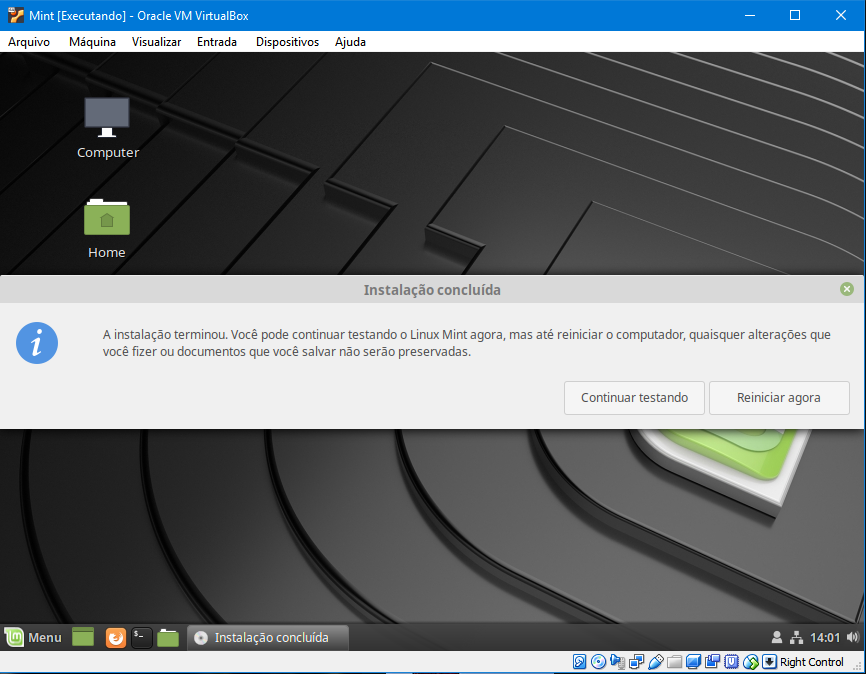 Mint [Executando] - Oracle VM VirtualBox
Arquivo Máquina Visualizar Entrada Dispositivos Ajuda
Computer
Home
Instalação concluída
A instalação terminou. Você pode continuar testando o Linux Mint agora, mas até reiniciar o computador, quaisquer alterações que
você fizer ou documentos que você salvar não serão preservadas.
Continuar testando Reiniciar agora
Menu Instalação concluída 14:01
Right Control